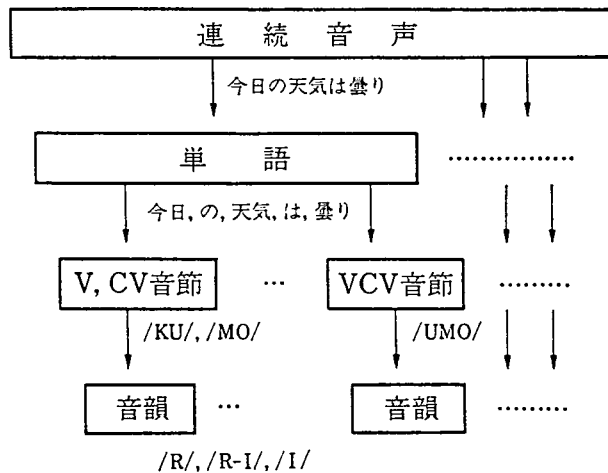 連続音声
今日の天気は曇り
単語 ...............
今日, の, 天気, は, 曇り
V, CV音節 ... VCV音節 ............
/KU/, /MO/ /UMO/
音韻 ... 音韻 ............
/R/, /R-I/, /I/